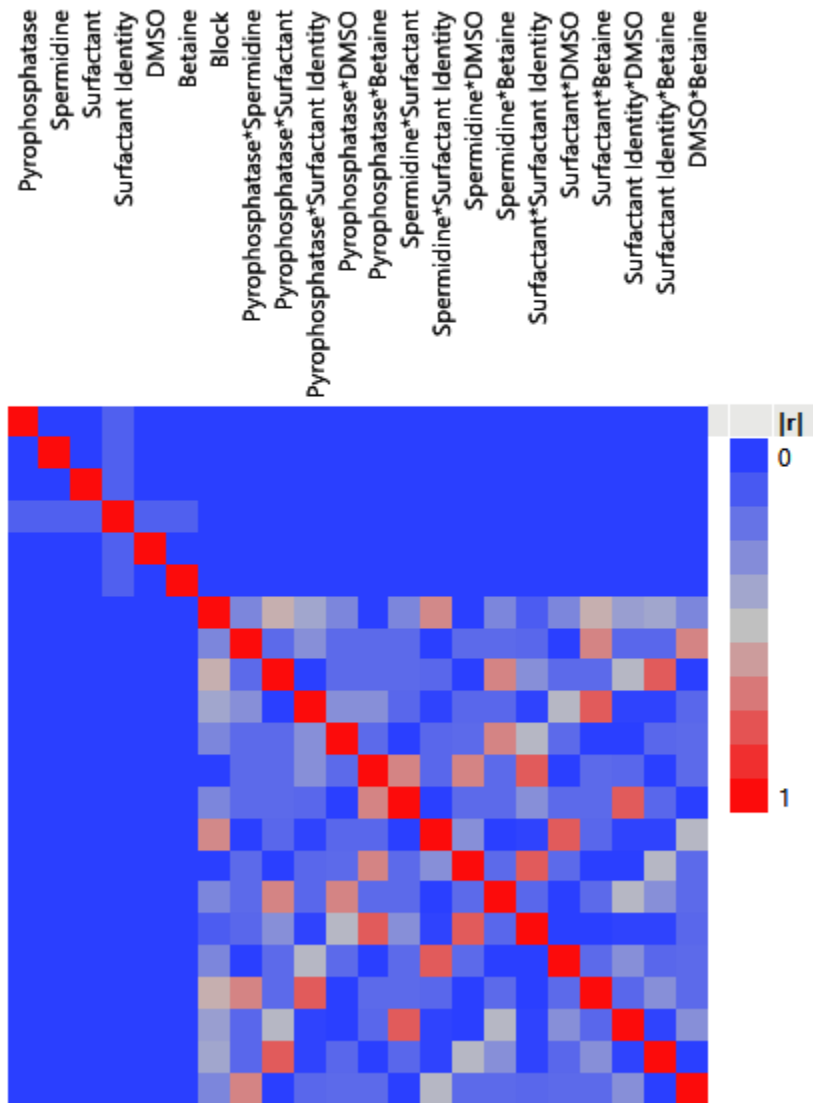 Pyrophosphatase
Spermidine
Surfactant
Surfactant Identity
DMSO
Betaine
Block
Pyrophosphatase*Spermidine
Pyrophosphatase*Surfactant
Pyrophosphatase*Surfactant Identity
Pyrophosphatase*DMSO
Pyrophosphatase*Betaine
Spermidine*Surfactant
Spermidine*Surfactant Identity
Spermidine*DMSO
Spermidine*Betaine
Surfactant*Surfactant Identity
Surfactant*DMSO
Surfactant*Betaine
Surfactant Identity*DMSO
Surfactant Identity*Betaine
DMSO*Betaine
|r|
0
1